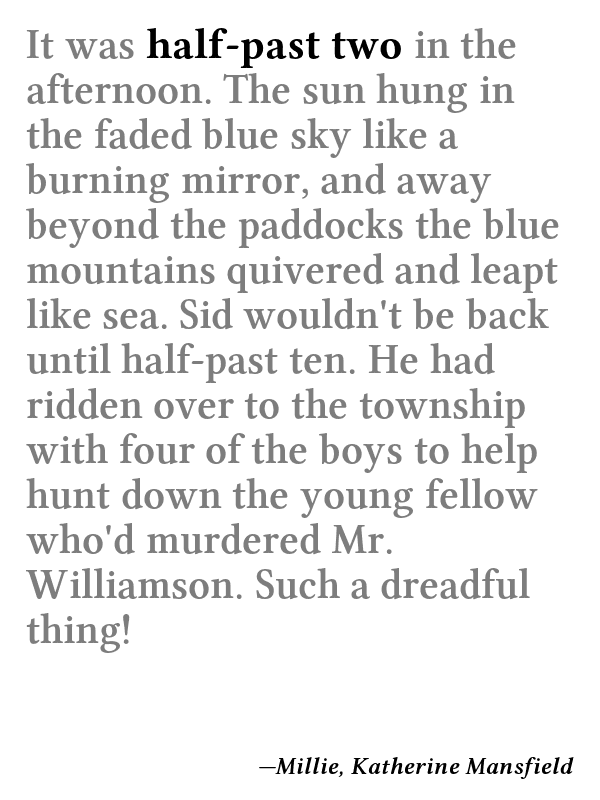 It was half-past two in the
afternoon. The sun hung in
the faded blue sky like a
burning mirror, and away
beyond the paddocks the blue
mountains quivered and leapt
like sea. Sid wouldn't be back
until half-past ten. He had
ridden over to the township
with four of the boys to help
hunt down the young fellow
who'd murdered Mr.
Williamson. Such a dreadful
thing!
—Millie, Katherine Mansfield